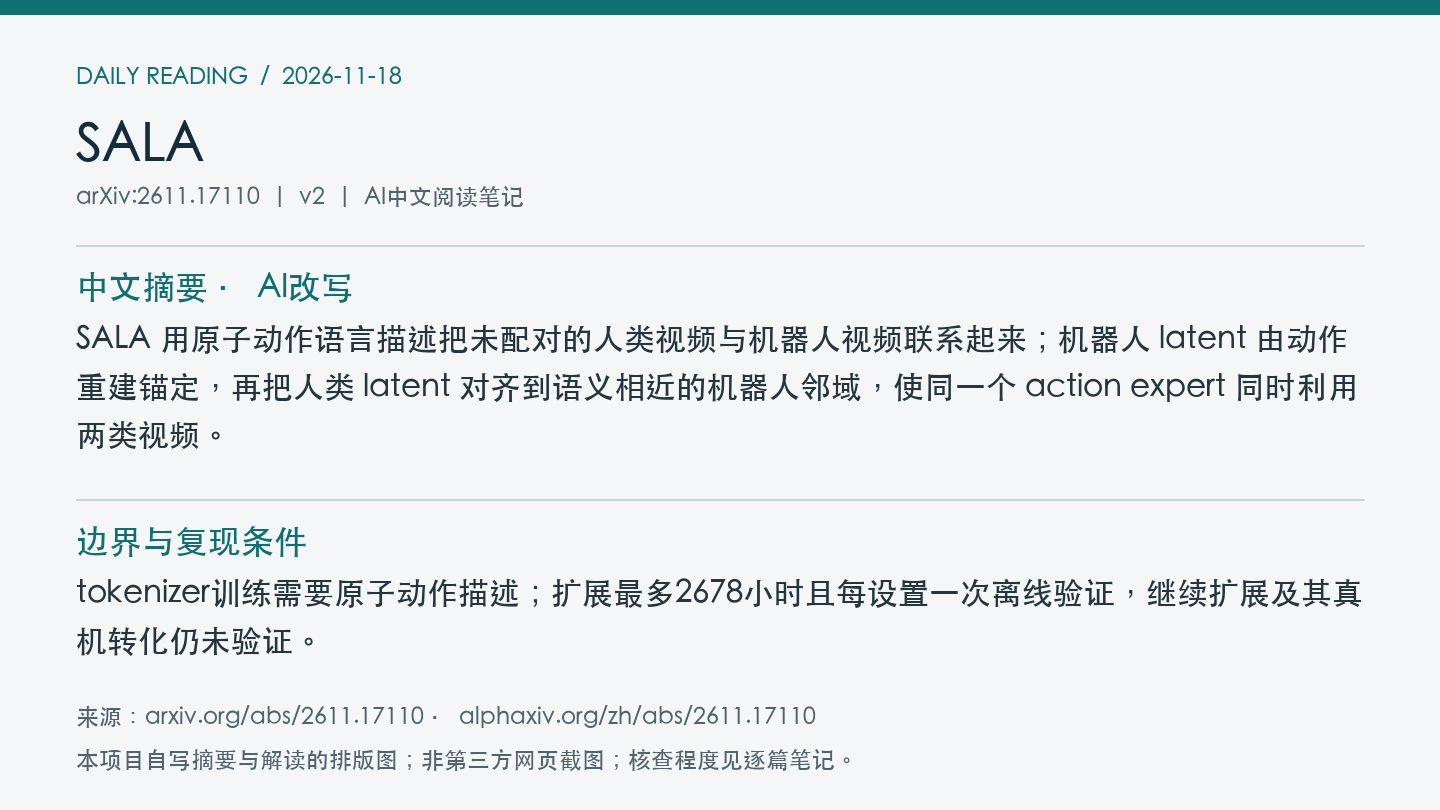 DAILY READING / 2026-11-18
SALA
arXiv:2611.17110 | v2 | AI中文阅读笔记
中文摘要 · AI改写
SALA 用原子动作语言描述把未配对的人类视频与机器人视频联系起来；机器人 latent 由动作
重建锚定，再把人类 latent 对齐到语义相近的机器人邻域，使同一个 action expert 同时利用
两类视频。
边界与复现条件
tokenizer训练需要原子动作描述；扩展最多2678小时且每设置一次离线验证，继续扩展及其真
机转化仍未验证。
来源：arxiv.org/abs/2611.17110 · alphaxiv.org/zh/abs/2611.17110
本项目自写摘要与解读的排版图；非第三方网页截图；核查程度见逐篇笔记。